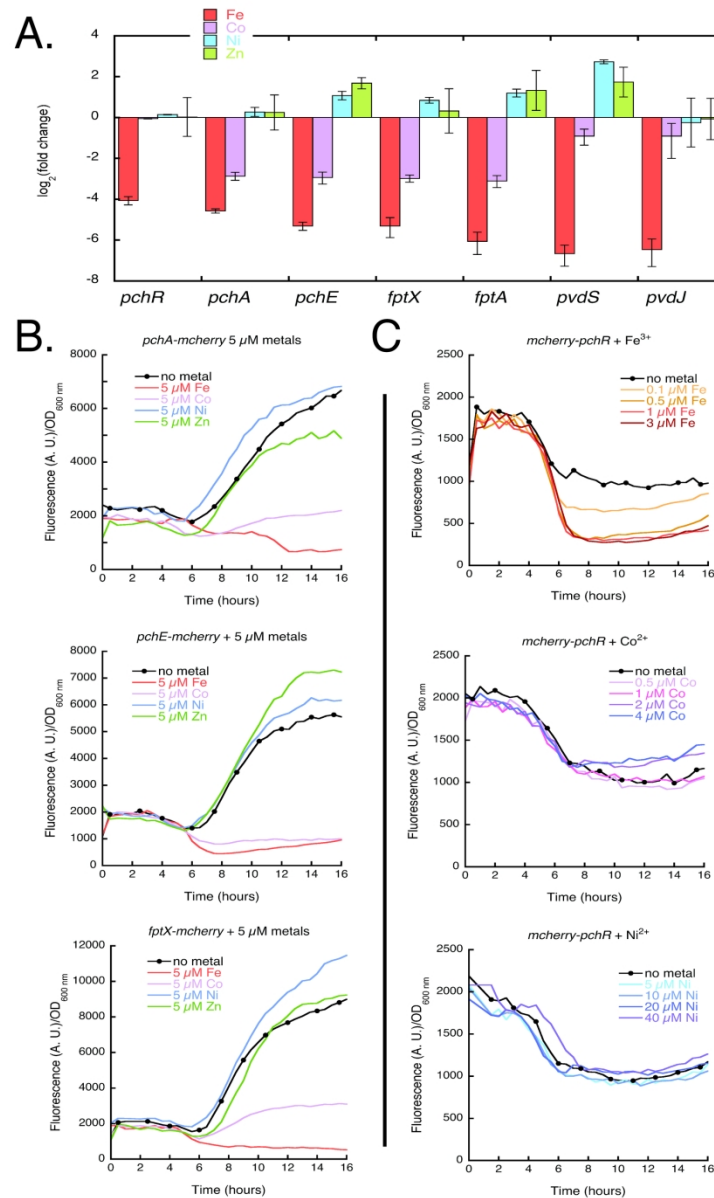 A.
Fe
Co
Ni
Zn
log2(fold change)
4
2
0
-2
-4
-6
-8
pchR pchA pchE fptX fptA pvdS pvdJ
B.
pchA-mcherry 5 µM metals
no metal
5 µM Fe
5 µM Co
5 µM Ni
5 µM Zn
Fluorescence (A. U.)/OD600 nm
8000
6000
4000
2000
0
0 2 4 6 8 10 12 14 16
Time (hours)
pchE-mcherry + 5 µM metals
no metal
5 µM Fe
5 µM Co
5 µM Ni
5 µM Zn
Fluorescence (A. U.)/OD600 nm
8000
7000
6000
5000
4000
3000
2000
1000
0
0 2 4 6 8 10 12 14 16
Time (hours)
fptX-mcherry + 5 µM metals
no metal
5 µM Fe
5 µM Co
5 µM Ni
5 µM Zn
Fluorescence (A. U.)/OD600 nm
12000
10000
8000
6000
4000
2000
0
0 2 4 6 8 10 12 14 16
Time (hours)
C
mcherry-pchR + Fe3+
no metal
0.1 µM Fe
0.5 µM Fe
1 µM Fe
3 µM Fe
Fluorescence (A. U.)/OD600 nm
2500
2000
1500
1000
500
0
0 2 4 6 8 10 12 14 16
Time (hours)
mcherry-pchR + Co2+
no metal
0.5 µM Co
1 µM Co
2 µM Co
4 µM Co
Fluorescence (A. U.)/OD600 nm
2500
2000
1500
1000
500
0
0 2 4 6 8 10 12 14 16
Time (hours)
mcherry-pchR + Ni2+
no metal
5 µM Ni
10 µM Ni
20 µM Ni
40 µM Ni
Fluorescence (A. U.)/OD600 nm
2500
2000
1500
1000
500
0
0 2 4 6 8 10 12 14 16
Time (hours)